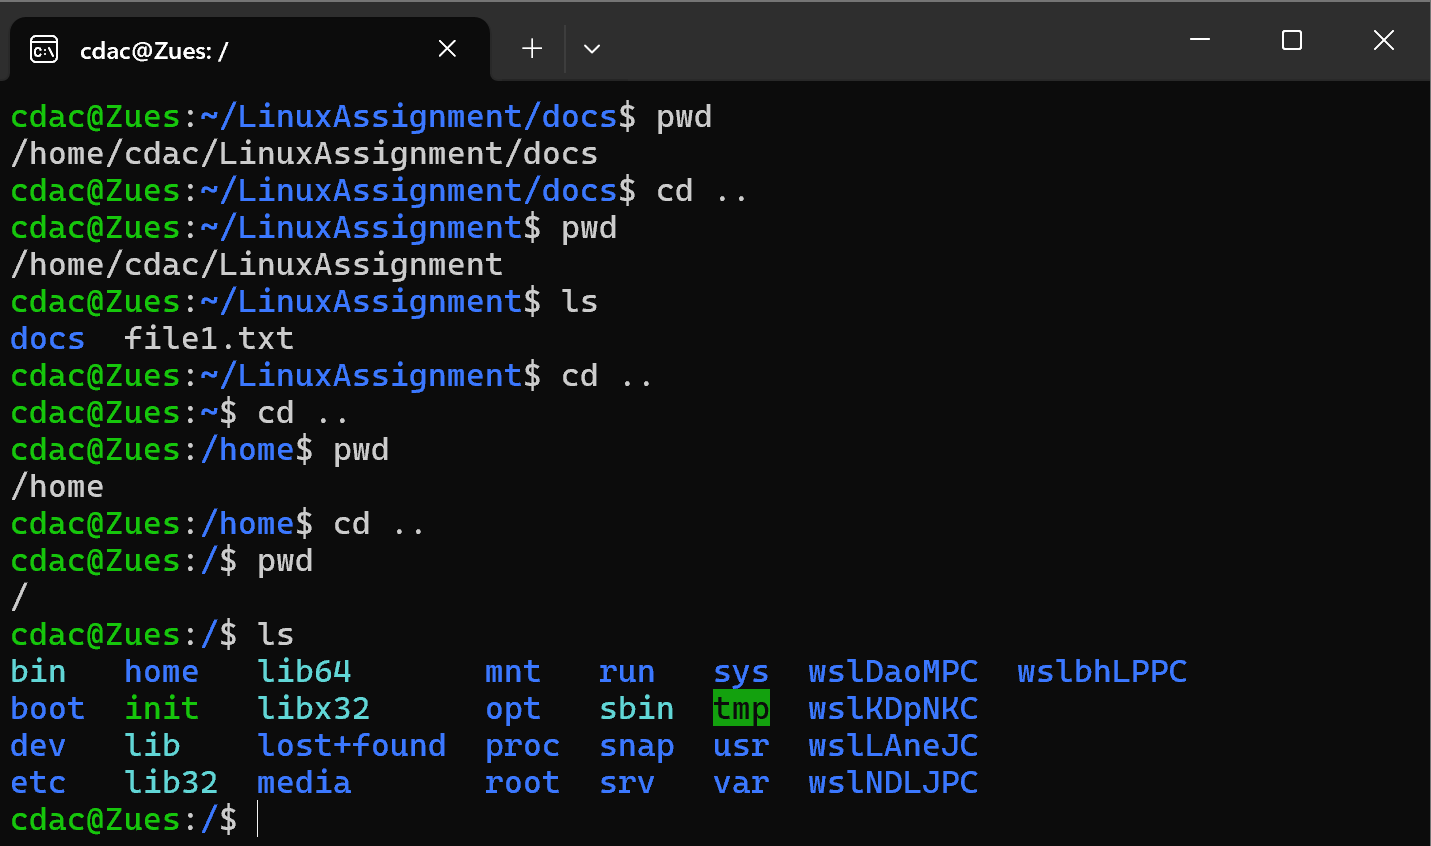 cdac@Zues: /
cdac@Zues:~/LinuxAssignment/docs$ pwd
/home/cdac/LinuxAssignment/docs
cdac@Zues:~/LinuxAssignment/docs$ cd ..
cdac@Zues:~/LinuxAssignment$ pwd
/home/cdac/LinuxAssignment
cdac@Zues:~/LinuxAssignment$ ls
docs  file1.txt
cdac@Zues:~/LinuxAssignment$ cd ..
cdac@Zues:~$ cd ..
cdac@Zues:/home$ pwd
/home
cdac@Zues:/home$ cd ..
cdac@Zues:/$ pwd
/
cdac@Zues:/$ ls
bin   home   lib64       mnt   run   sys  wslDaoMPC  wslbhLPPC
boot  init   libx32      opt   sbin  tmp  wslKDpNKC
dev   lib    lost+found  proc  snap  usr  wslLAneJC
etc   lib32  media       root  srv   var  wslNDLJPC
cdac@Zues:/$